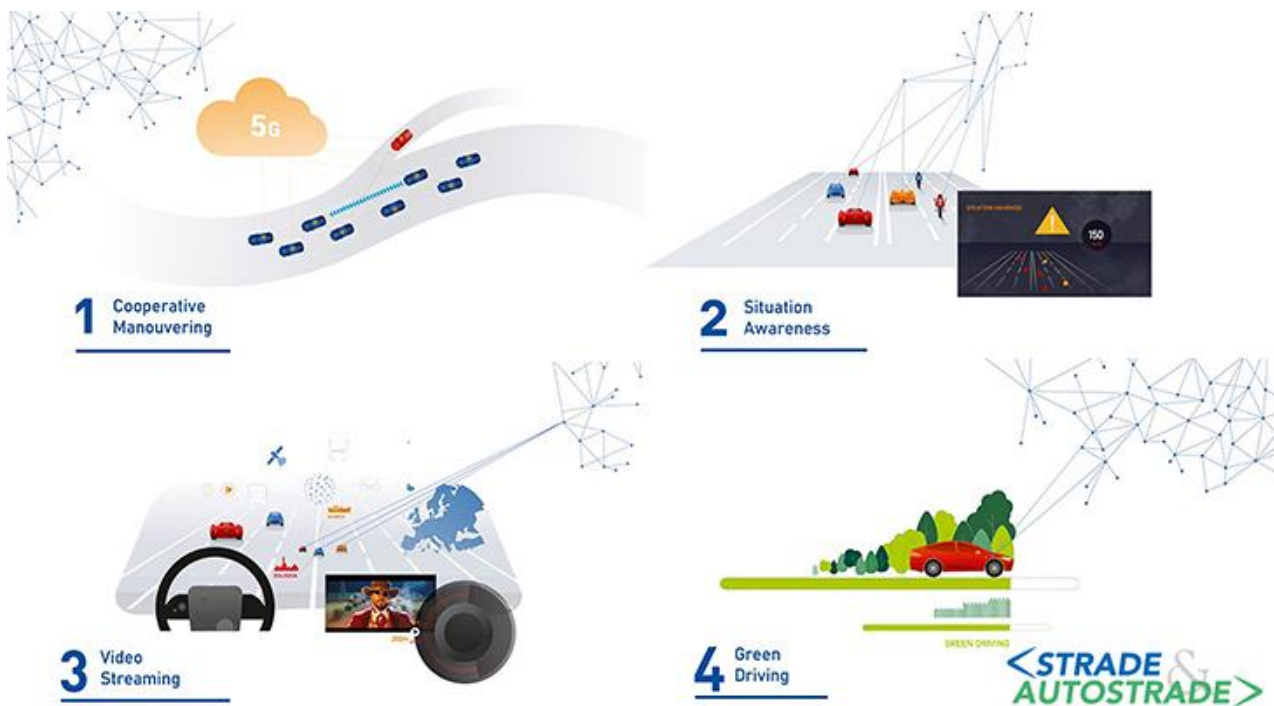 5G
1
Cooperative
Manouvering
SITUATION AWARENESS
!
150
2
Situation
Awareness
3
Video
Streaming
GREEN DRIVING
4
Green
Driving
<STRADE &
AUTOSTRADE>